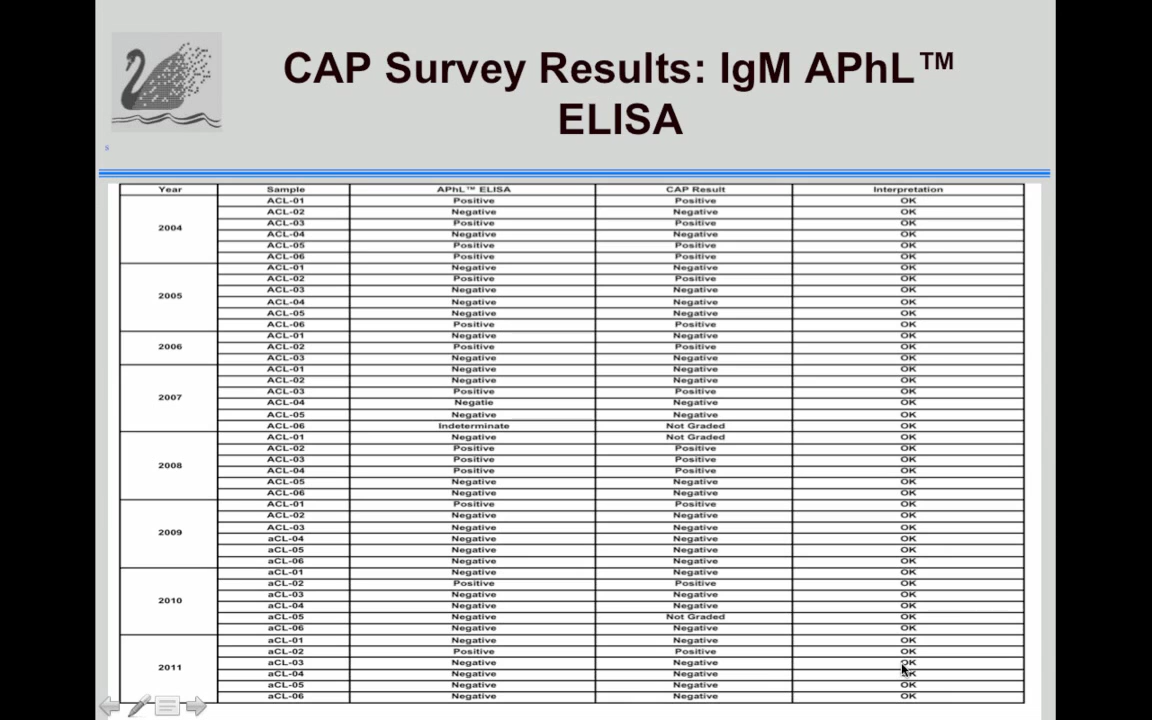 CAP Survey Results: IgM APhL™
ELISA
s
Year Sample APhL™ ELISA CAP Result Interpretation
2004 ACL-01 Positive Positive OK
ACL-02 Negative Negative OK
ACL-03 Positive Positive OK
ACL-04 Negative Negative OK
ACL-05 Positive Positive OK
ACL-06 Positive Positive OK
2005 ACL-01 Negative Negative OK
ACL-02 Positive Positive OK
ACL-03 Negative Negative OK
ACL-04 Negative Negative OK
ACL-05 Negative Negative OK
ACL-06 Positive Positive OK
2006 ACL-01 Negative Negative OK
ACL-02 Positive Positive OK
ACL-03 Negative Negative OK
2007 ACL-01 Negative Negative OK
ACL-02 Negative Negative OK
ACL-03 Positive Positive OK
ACL-04 Negatie Negative OK
ACL-05 Negative Negative OK
ACL-06 Indeterminate Not Graded OK
2008 ACL-01 Negative Not Graded OK
ACL-02 Positive Positive OK
ACL-03 Positive Positive OK
ACL-04 Positive Positive OK
ACL-05 Negative Negative OK
ACL-06 Negative Negative OK
2009 ACL-01 Positive Positive OK
ACL-02 Negative Negative OK
ACL-03 Negative Negative OK
aCL-04 Negative Negative OK
aCL-05 Negative Negative OK
aCL-06 Negative Negative OK
2010 aCL-01 Negative Negative OK
aCL-02 Positive Positive OK
aCL-03 Negative Negative OK
aCL-04 Negative Negative OK
aCL-05 Negative Not Graded OK
aCL-06 Negative Negative OK
2011 aCL-01 Negative Negative OK
aCL-02 Positive Positive OK
aCL-03 Negative Negative OK
aCL-04 Negative Negative OK
aCL-05 Negative Negative OK
aCL-06 Negative Negative OK